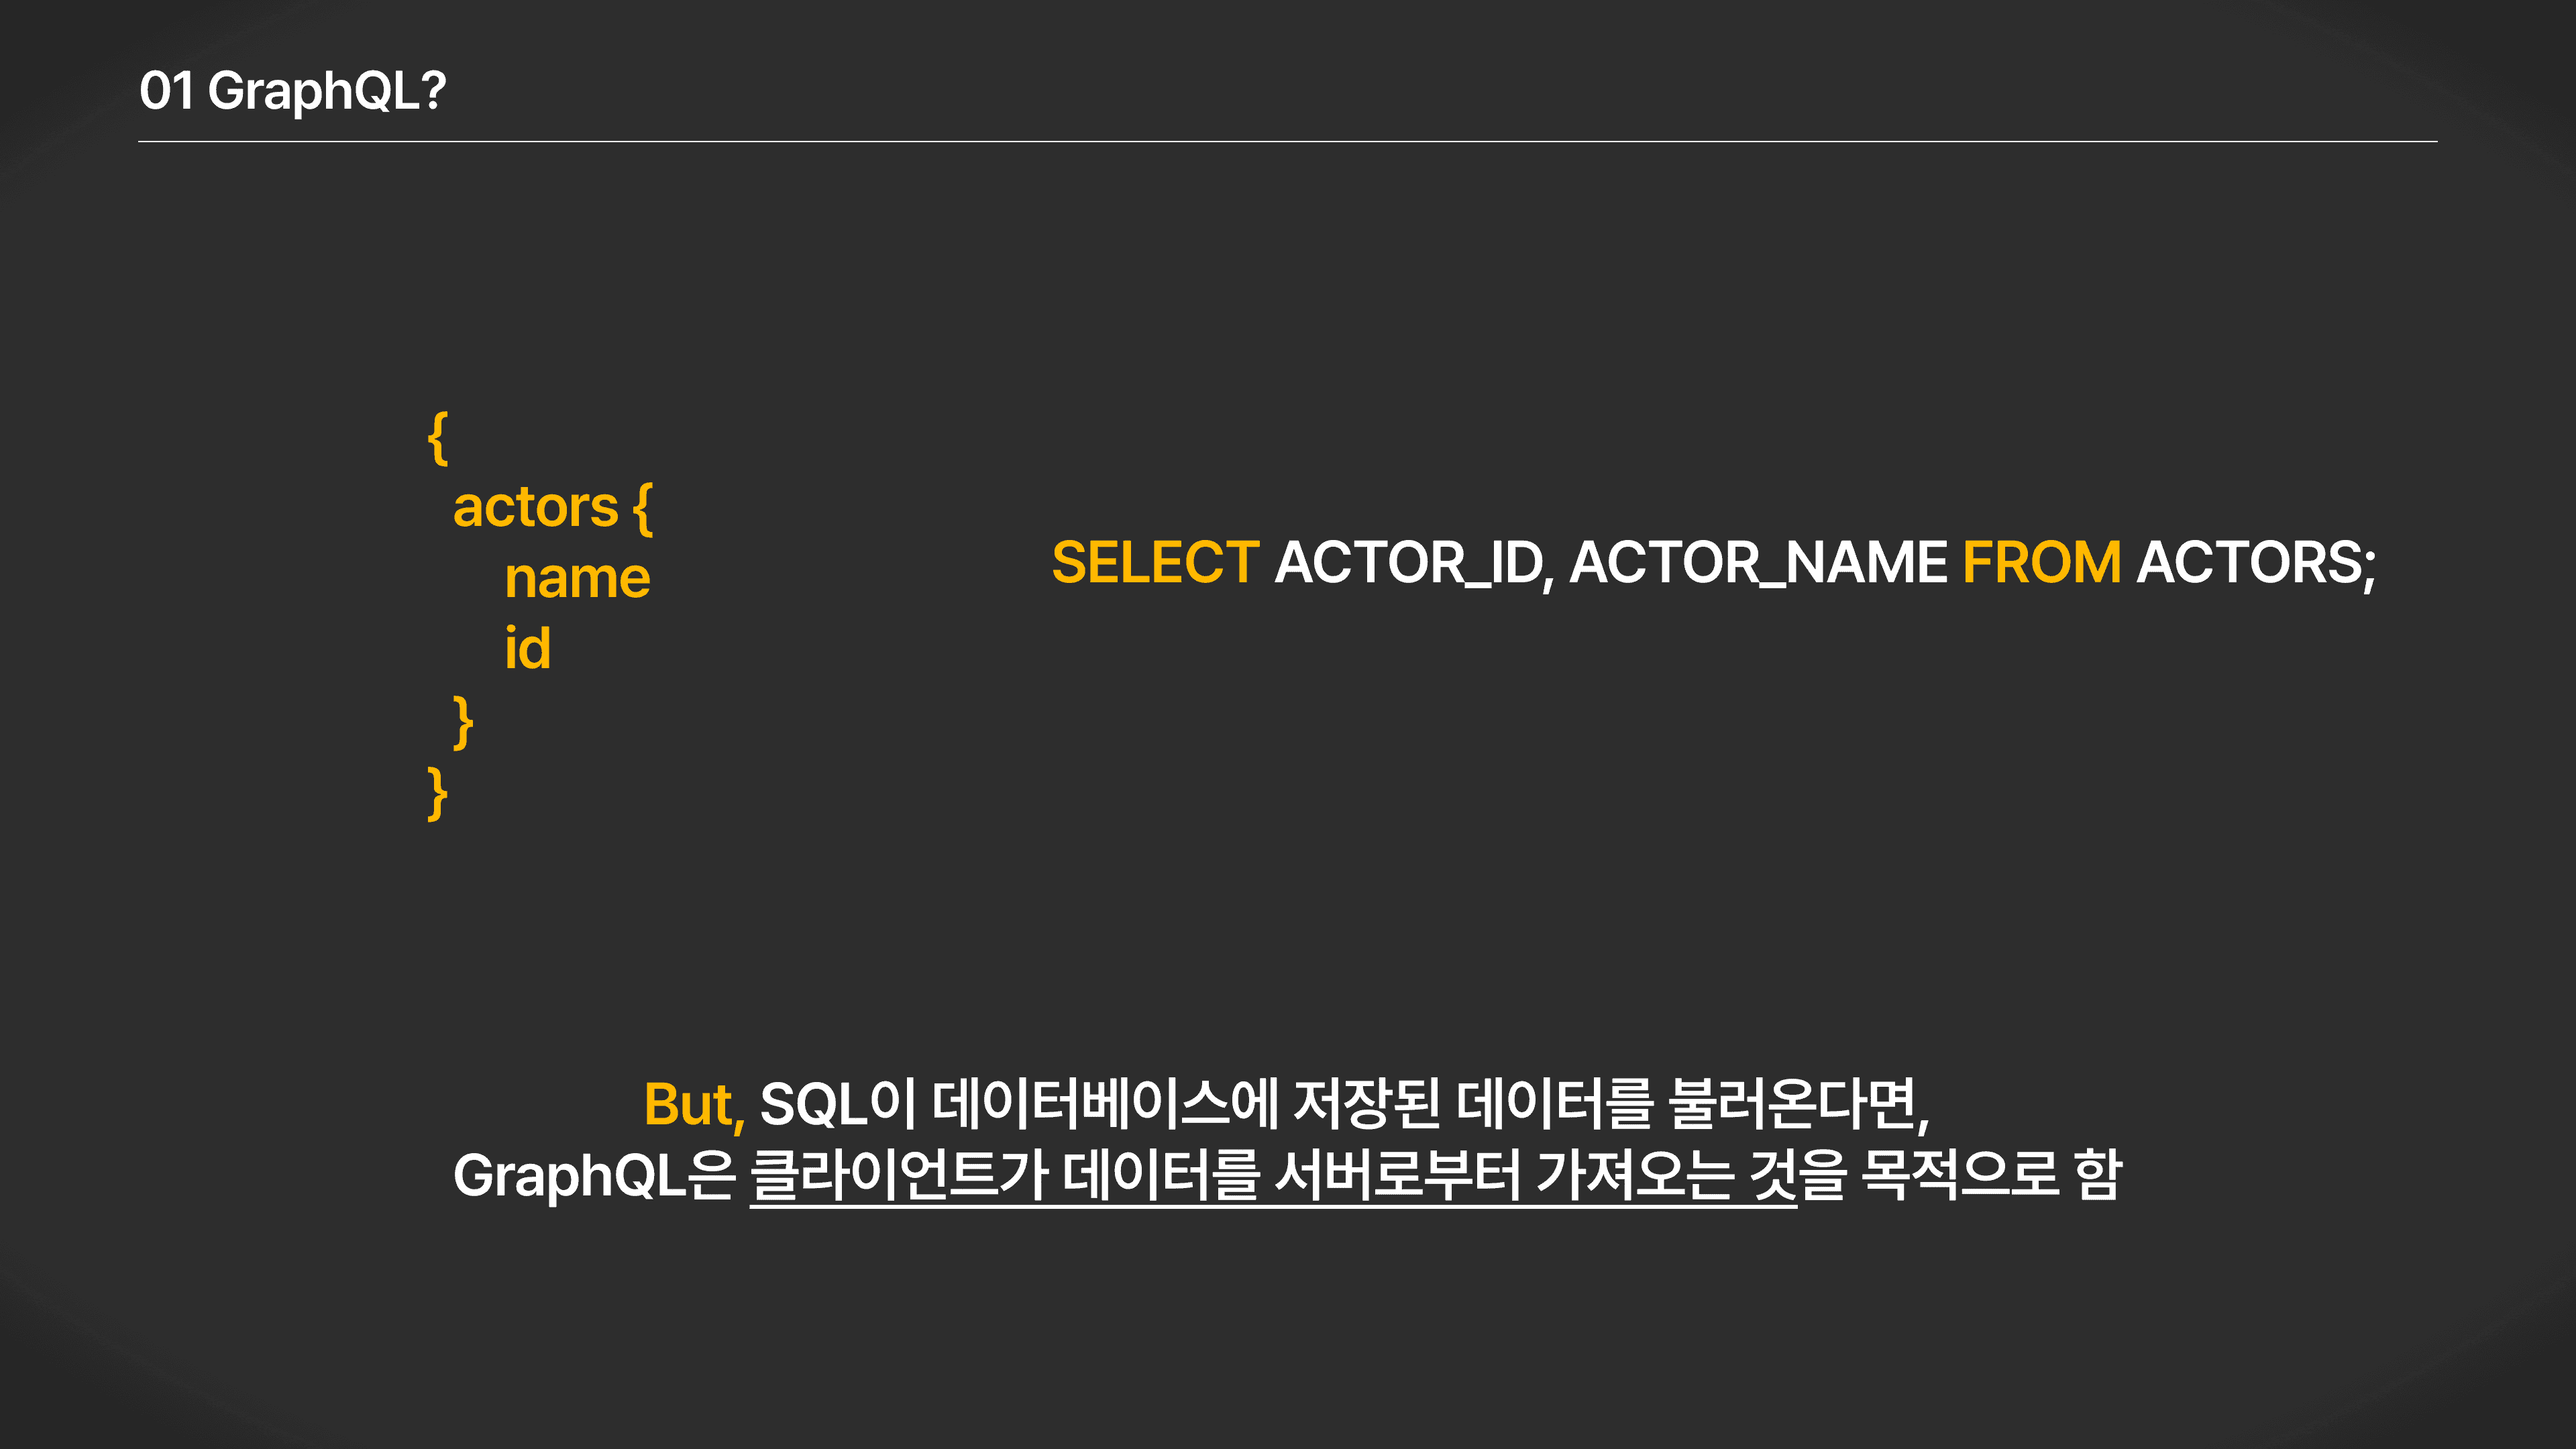 01 GraphQL?
{
actors {
name
id
}
}
SELECT ACTOR_ID, ACTOR_NAME FROM ACTORS;
But, SQL이 데이터베이스에 저장된 데이터를 불러온다면,
GraphQL은 클라이언트가 데이터를 서버로부터 가져오는 것을 목적으로 함